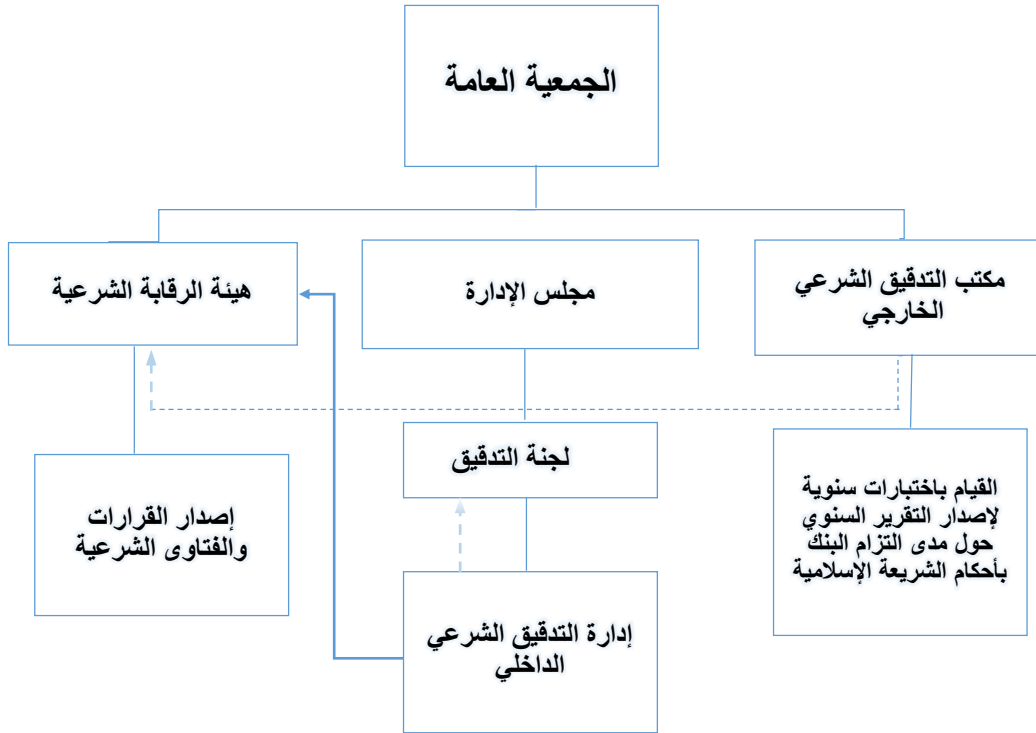 الجمعية العامة
مكتب التدقيق الشرعي
الخارجي
مجلس الإدارة
هيئة الرقابة الشرعية
لجنة التدقيق
القيام باختبارات سنوية
لإصدار التقرير السنوي
حول مدى التزام البنك
بأحكام الشريعة الإسلامية
إصدار القرارات
والفتاوى الشرعية
إدارة التدقيق الشرعي
الداخلي